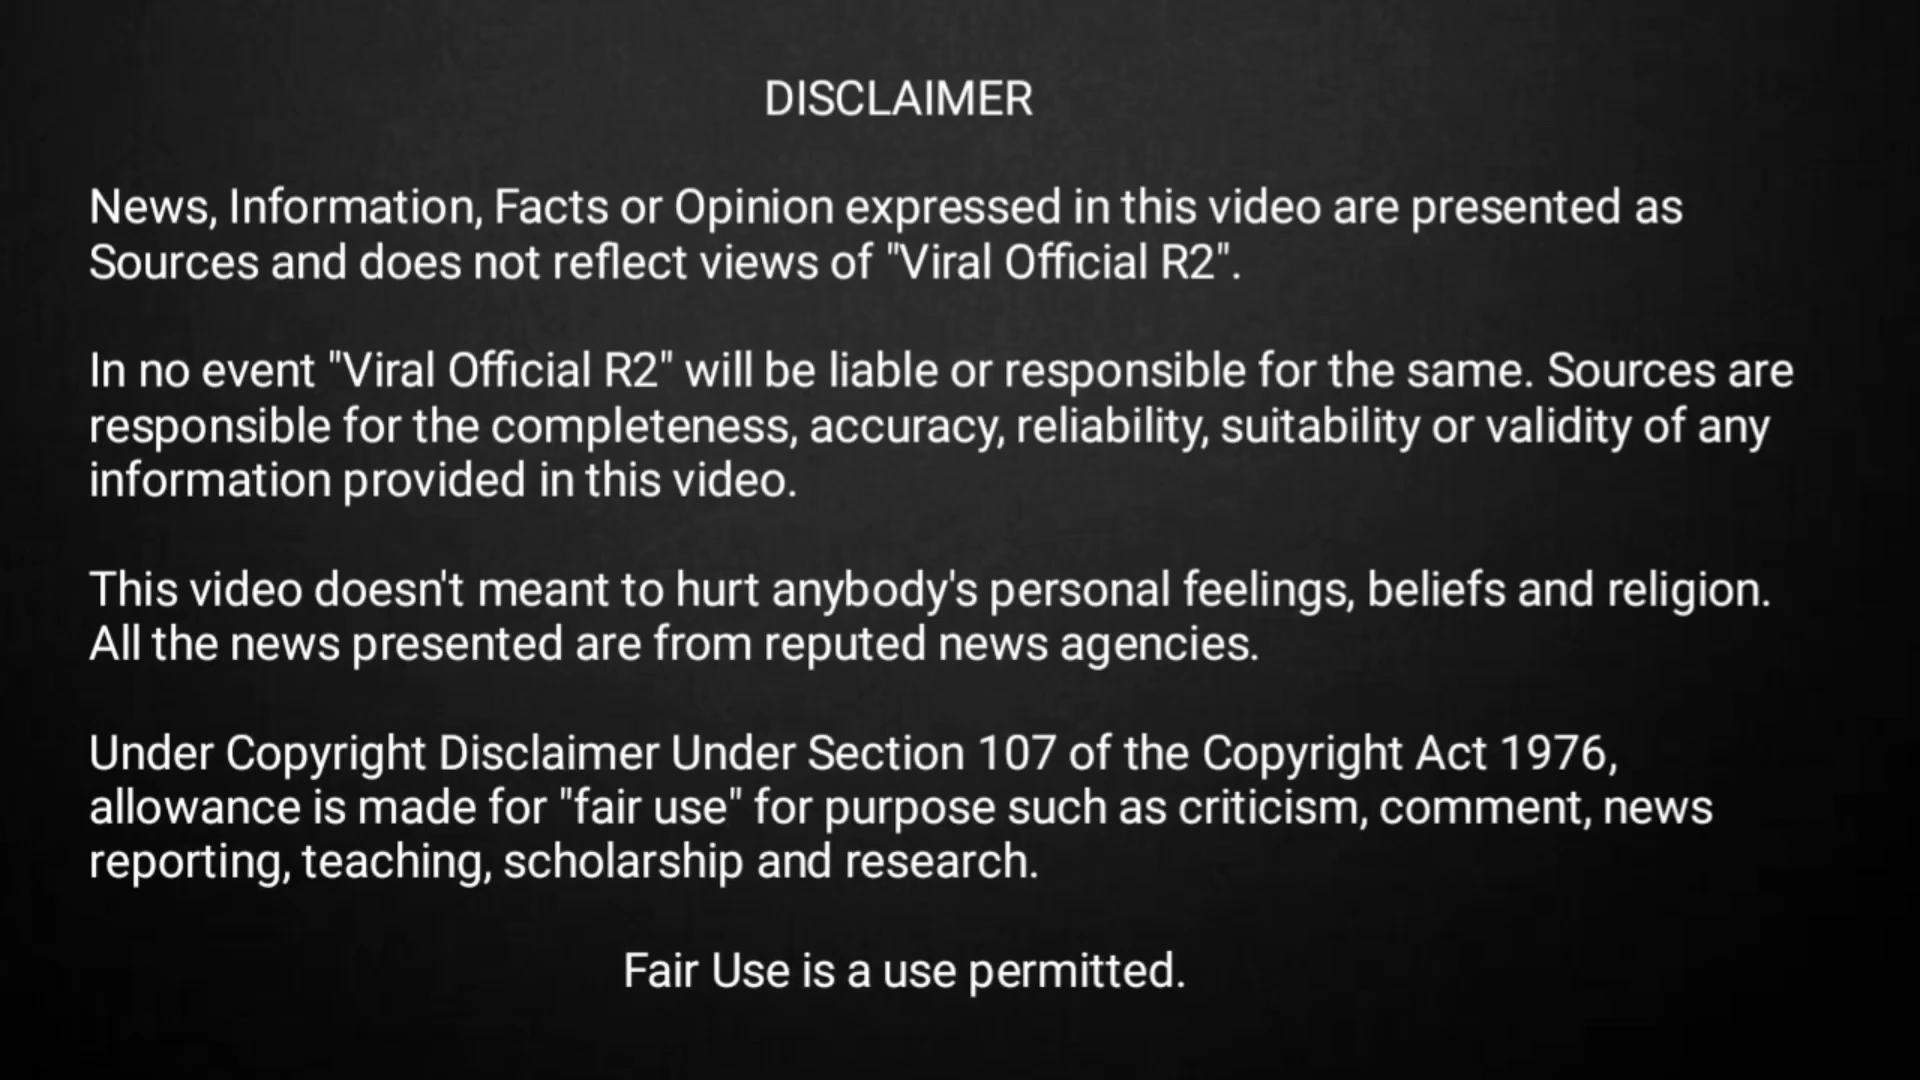 DISCLAIMER
News, Information, Facts or Opinion expressed in this video are presented as
Sources and does not reflect views of "Viral Official R2".
In no event "Viral Official R2" will be liable or responsible for the same. Sources are
responsible for the completeness, accuracy, reliability, suitability or validity of any
information provided in this video.
This video doesn't meant to hurt anybody's personal feelings, beliefs and religion.
All the news presented are from reputed news agencies.
Under Copyright Disclaimer Under Section 107 of the Copyright Act 1976,
allowance is made for "fair use" for purpose such as criticism, comment, news
reporting, teaching, scholarship and research.
Fair Use is a use permitted.